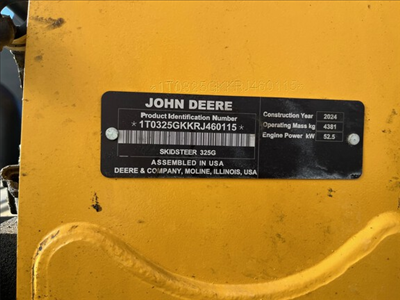 JOHN DEERE
Product Identification Number
*1T0325GKKRJ460115*
SKIDSTEER 325G
ASSEMBLED IN USA
DEERE & COMPANY, MOLINE, ILLINOIS, USA
Construction Year 2024
Operating Mass kg 4381
Engine Power kW 52.5